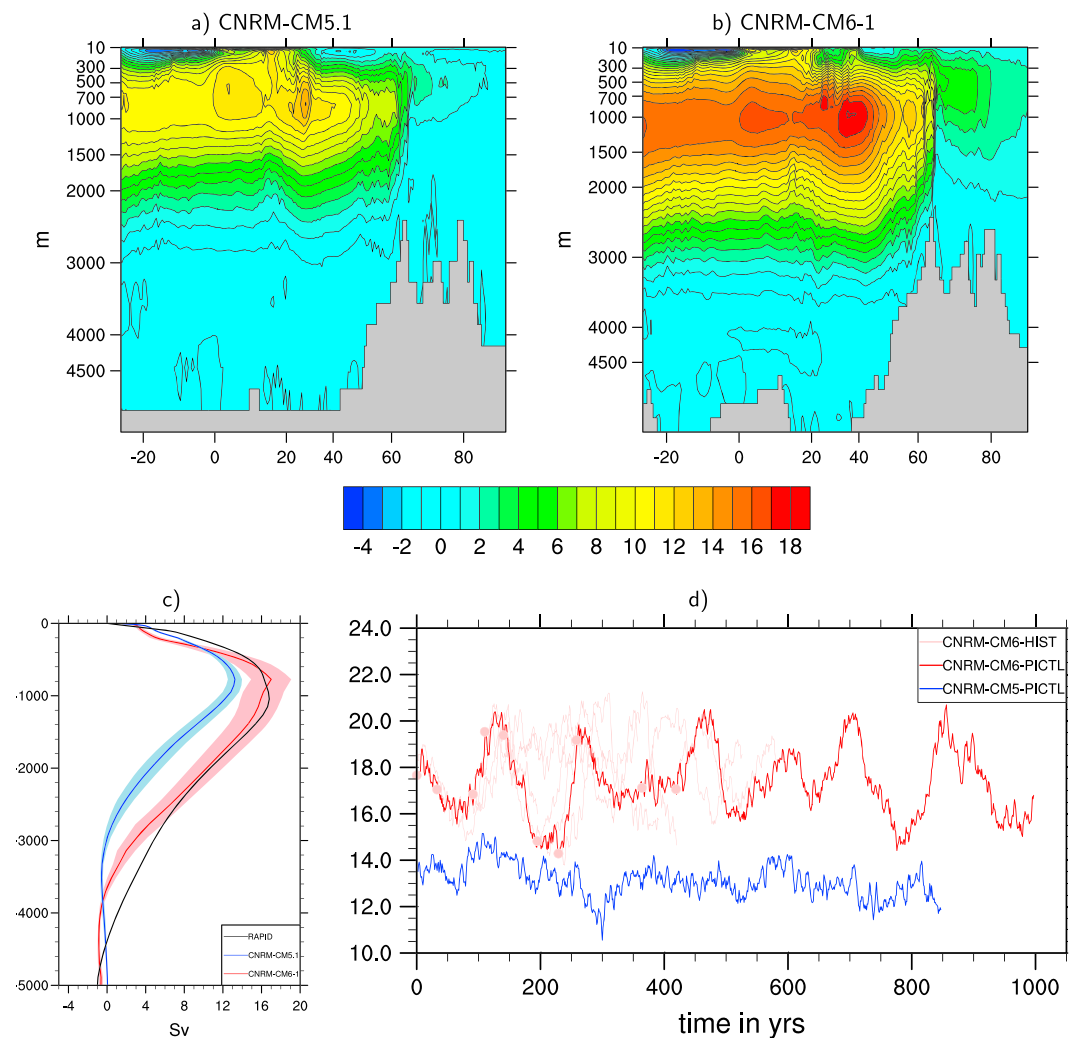 a) CNRM-CM5.1
b) CNRM-CM6-1
10
300
500
700
1000
1500
2000
3000
4000
4500
m
-20 0 20 40 60 80
10
300
500
700
1000
1500
2000
3000
4000
4500
m
-20 0 20 40 60 80
-4 -2 0 2 4 6 8 10 12 14 16 18
c)
0
-1000
-2000
-3000
-4000
-5000
RAPID
CNRM-CM5.1
CNRM-CM6-1
-4 0 4 8 12 16 20
Sv
d)
24.0
22.0
20.0
18.0
16.0
14.0
12.0
10.0
CNRM-CM6-HIST
CNRM-CM6-PICTL
CNRM-CM5-PICTL
0 200 400 600 800 1000
time in yrs